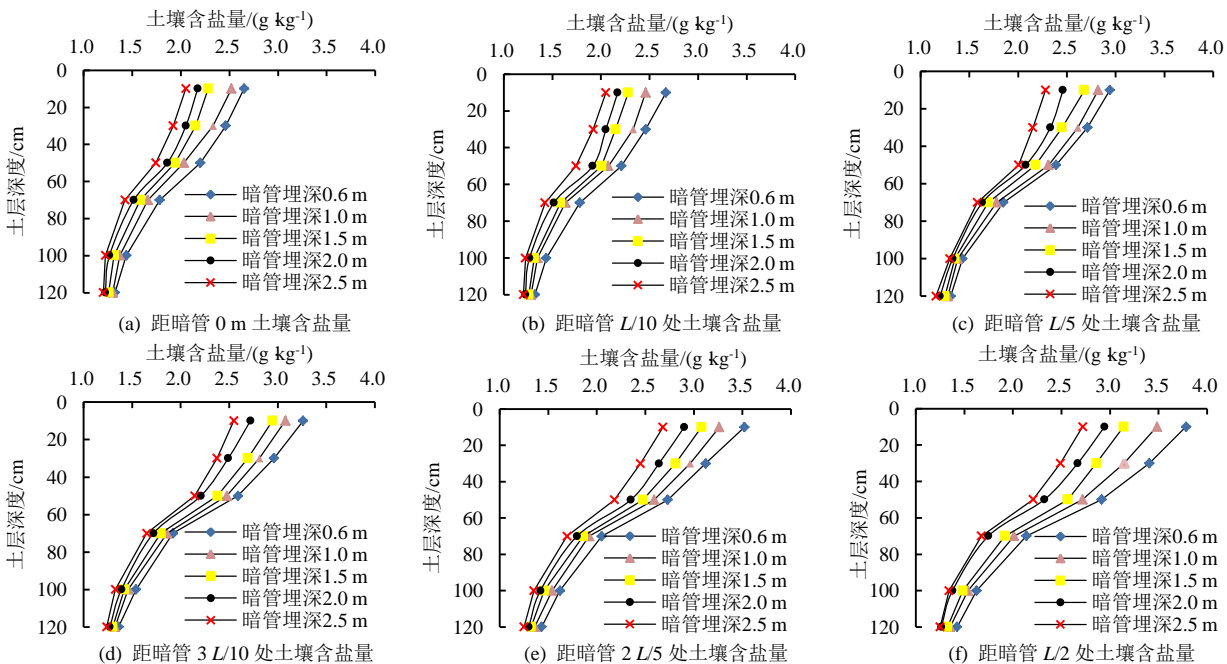 土壤含盐量/(g kg-1)
1.0 1.5 2.0 2.5 3.0 3.5 4.0
0
20
40
60
80
100
120
土层深度/cm
暗管埋深0.6 m
暗管埋深1.0 m
暗管埋深1.5 m
暗管埋深2.0 m
暗管埋深2.5 m
(a) 距暗管 0 m 土壤含盐量
土壤含盐量/(g kg-1)
1.0 1.5 2.0 2.5 3.0 3.5 4.0
0
20
40
60
80
100
120
土层深度/cm
暗管埋深0.6 m
暗管埋深1.0 m
暗管埋深1.5 m
暗管埋深2.0 m
暗管埋深2.5 m
(b) 距暗管 L/10 处土壤含盐量
土壤含盐量/(g kg-1)
1.0 1.5 2.0 2.5 3.0 3.5 4.0
0
20
40
60
80
100
120
土层深度/cm
暗管埋深0.6 m
暗管埋深1.0 m
暗管埋深1.5 m
暗管埋深2.0 m
暗管埋深2.5 m
(c) 距暗管 L/5 处土壤含盐量
土壤含盐量/(g kg-1)
1.0 1.5 2.0 2.5 3.0 3.5 4.0
0
20
40
60
80
100
120
土层深度/cm
暗管埋深0.6 m
暗管埋深1.0 m
暗管埋深1.5 m
暗管埋深2.0 m
暗管埋深2.5 m
(d) 距暗管 3 L/10 处土壤含盐量
土壤含盐量/(g kg-1)
1.0 1.5 2.0 2.5 3.0 3.5 4.0
0
20
40
60
80
100
120
土层深度/cm
暗管埋深0.6 m
暗管埋深1.0 m
暗管埋深1.5 m
暗管埋深2.0 m
暗管埋深2.5 m
(e) 距暗管 2 L/5 处土壤含盐量
土壤含盐量/(g kg-1)
1.0 1.5 2.0 2.5 3.0 3.5 4.0
0
20
40
60
80
100
120
土层深度/cm
暗管埋深0.6 m
暗管埋深1.0 m
暗管埋深1.5 m
暗管埋深2.0 m
暗管埋深2.5 m
(f) 距暗管 L/2 处土壤含盐量